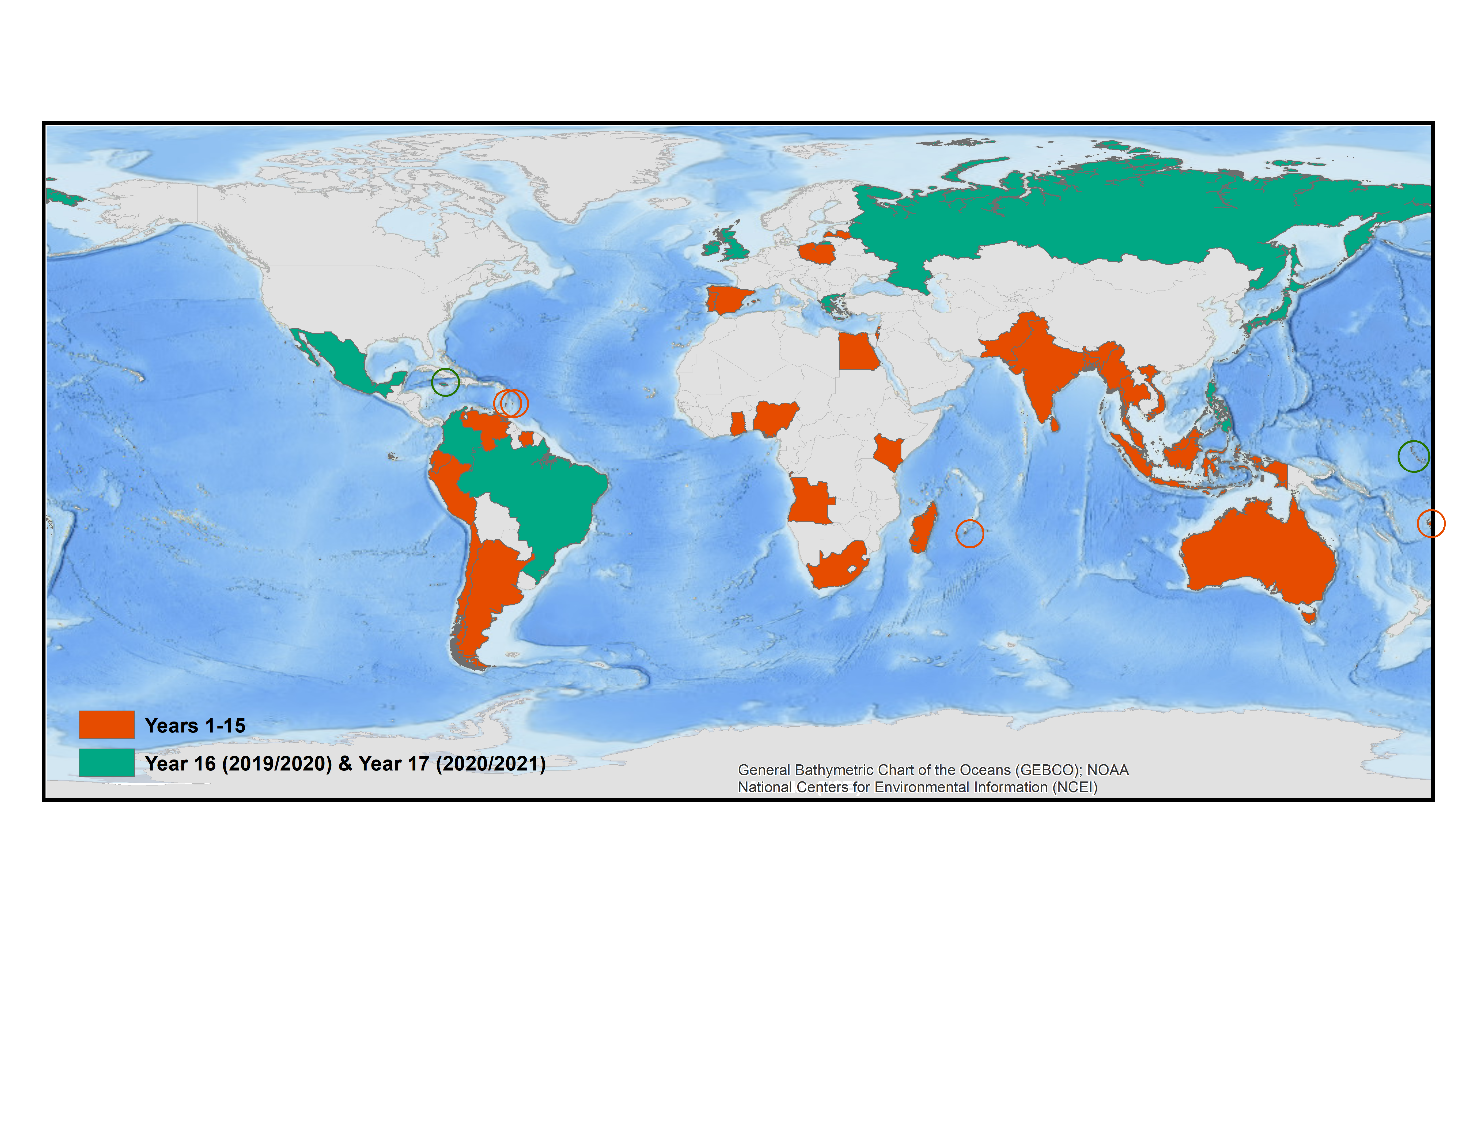 Years 1-15
Year 16 (2019/2020) & Year 17 (2020/2021)
General Bathymetric Chart of the Oceans (GEBCO); NOAA
National Centers for Environmental Information (NCEI)